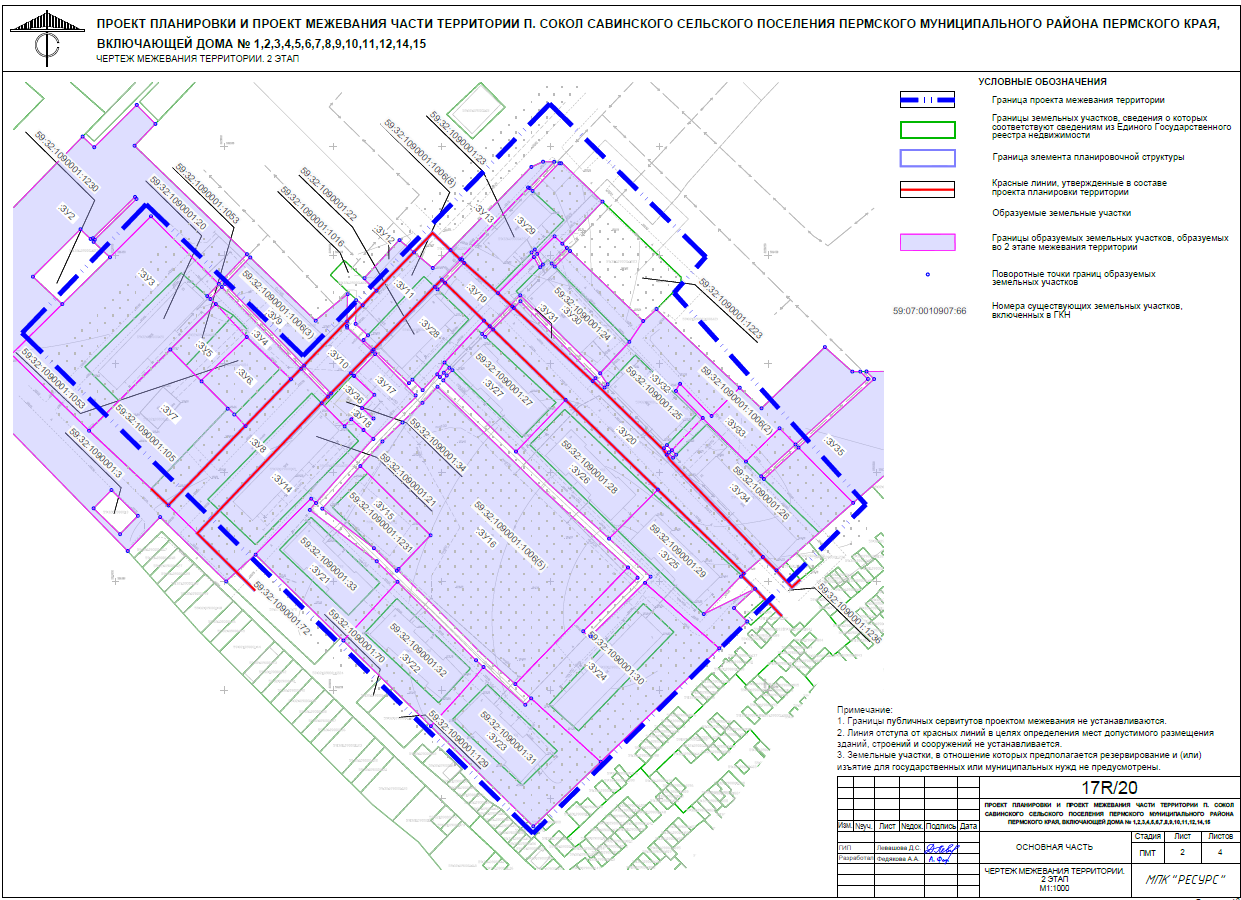 ПРОЕКТ ПЛАНИРОВКИ И ПРОЕКТ МЕЖЕВАНИЯ ЧАСТИ ТЕРРИТОРИИ П. СОКОЛ САВИНСКОГО СЕЛЬСКОГО ПОСЕЛЕНИЯ ПЕРМСКОГО МУНИЦИПАЛЬНОГО РАЙОНА ПЕРМСКОГО КРАЯ,
ВКЛЮЧАЮЩЕЙ ДОМА № 1,2,3,4,5,6,7,8,9,10,11,12,14,15
ЧЕРТЕЖ МЕЖЕВАНИЯ ТЕРРИТОРИИ. 2 ЭТАП
УСЛОВНЫЕ ОБОЗНАЧЕНИЯ
Граница проекта межевания территории
Границы земельных участков, сведения о которых
соответствуют сведениям из Единого Государственного
реестра недвижимости
Граница элемента планировочной структуры
Красные линии, утвержденные в составе
проекта планировки территории
Образуемые земельные участки
Границы образуемых земельных участков, образуемых
во 2 этапе межевания территории
Поворотные точки границ образуемых
земельных участков
59:07:0010907:66
Номера существующих земельных участков,
включенных в ГКН
59:32:1090001:1230
:ЗУ2
59:32:1090001:20
59:32:1090001:1053
59:32:1090001:1016
59:32:1090001:22
:ЗУ12
59:32:1090001:1006(6)
59:32:1090001:23
:ЗУ13
:ЗУ29
:ЗУ3
59:32:1090001:1006(3)
:ЗУ9
:ЗУ4
:ЗУ5
:ЗУ6
:ЗУ11
:ЗУ28
:ЗУ19
:ЗУ31
:ЗУ30
59:32:1090001:24
59:32:1090001:1223
59:32:1090001:1053
:ЗУ7
59:32:1090001:105
:ЗУ10
:ЗУ36
:ЗУ17
:ЗУ18
59:32:1090001:27
:ЗУ27
:ЗУ32
59:32:1090001:25
59:32:1090001:1006(2)
:ЗУ33
:ЗУ35
59:32:1090001:3
:ЗУ8
:ЗУ14
59:32:1090001:34
59:32:1090001:21
:ЗУ20
59:32:1090001:28
:ЗУ26
59:32:1090001:26
:ЗУ34
:ЗУ15
59:32:1090001:1231
59:32:1090001:1006(5)
:ЗУ16
59:32:1090001:29
:ЗУ25
59:32:1090001:33
:ЗУ21
59:32:1090001:72
59:32:1090001:70
59:32:1090001:32
:ЗУ22
59:32:1090001:30
:ЗУ24
59:32:1090001:1236
59:32:1090001:129
59:32:1090001:31
:ЗУ23
Примечание:
1. Границы публичных сервитутов проектом межевания не устанавливаются.
2. Линия отступа от красных линий в целях определения мест допустимого размещения
зданий, строений и сооружений не устанавливается.
3. Земельные участки, в отношение которых предполагается резервирование и (или)
изъятие для государственных или муниципальных нужд не предусмотрены.
17R/20
ПРОЕКТ ПЛАНИРОВКИ И ПРОЕКТ МЕЖЕВАНИЯ ЧАСТИ ТЕРРИТОРИИ П. СОКОЛ
САВИНСКОГО СЕЛЬСКОГО ПОСЕЛЕНИЯ ПЕРМСКОГО МУНИЦИПАЛЬНОГО РАЙОНА
ПЕРМСКОГО КРАЯ, ВКЛЮЧАЮЩЕЙ ДОМА № 1,2,3,4,5,6,7,8,9,10,11,12,14,15
Изм. №уч. Лист №док. Подпись Дата
ГИП Левашова Д.С.
Разработал Федякова А.А.
ОСНОВНАЯ ЧАСТЬ
Стадия Лист Листов
ПМТ 2 4
ЧЕРТЕЖ МЕЖЕВАНИЯ ТЕРРИТОРИИ.
2 ЭТАП
М1:1000
МПК "РЕСУРС"